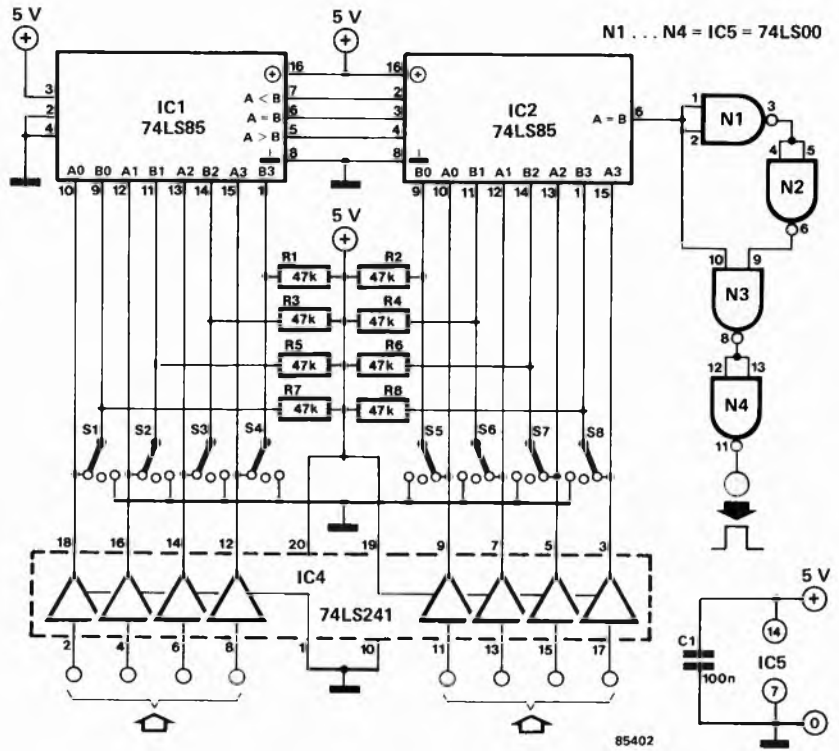 5 V
5 V
N1 . . . N4 = IC5 = 74LS00
3
2
4
IC1
74LS85
A < B
A = B
A > B
16
7
6
5
8
16
2
3
4
8
IC2
74LS85
A = B
6
A0 B0 A1 B1 A2 B2 A3 B3
10 9 12 11 13 14 15 1
B0 A0 B1 A1 B2 A2 B3 A3
9 10 11 12 14 13 1 15
1
2
N1
3
4 5
N2
6
10 9
N3
8
12 13
N4
11
5 V
R1 R2
47k 47k
R3 R4
47k 47k
R5 R6
47k 47k
R7 R8
47k 47k
S1 S2 S3 S4 S5 S6 S7 S8
18 16 14 12 20 19 9 7 5 3
IC4
74LS241
2 4 6 8 1 10 11 13 15 17
5 V
C1
100n
14
IC5
7
0
85402